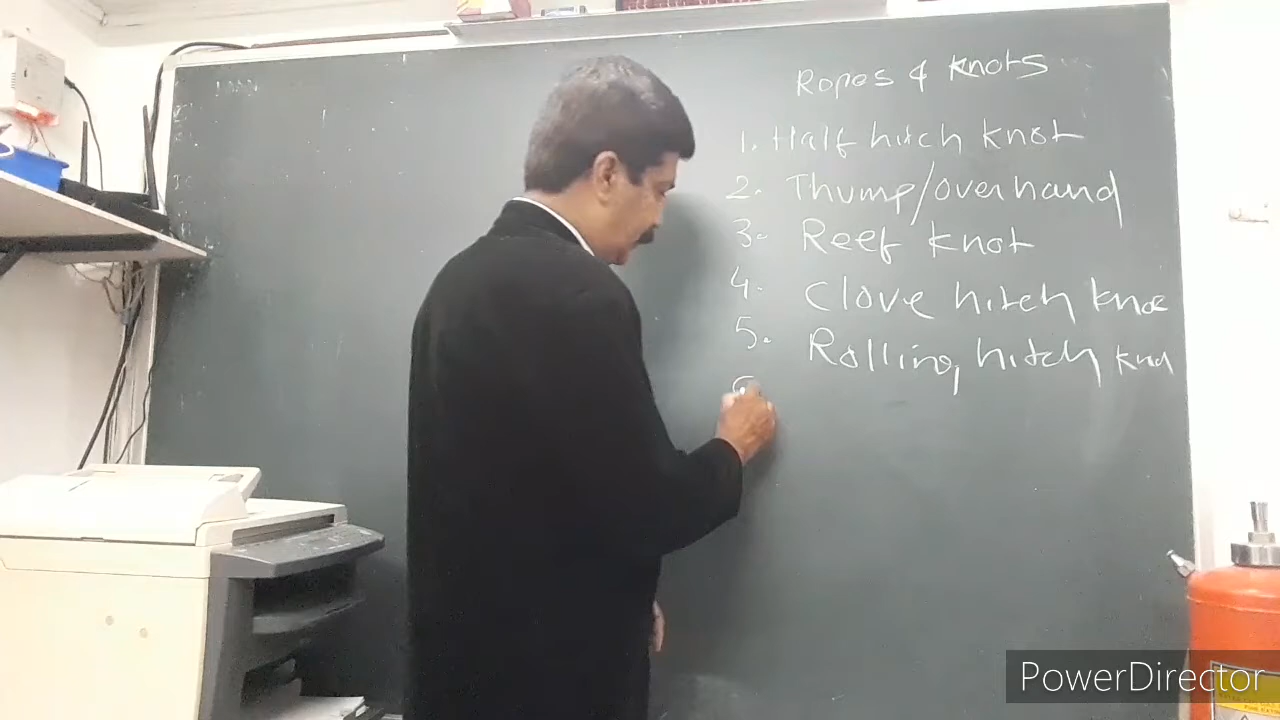 Ropes & Knots
1. Half hitch knot
2. Thump/overhand
3. Reef knot
4. Clove hitch knot
5. Rolling hitch knot
6.
PowerDirector